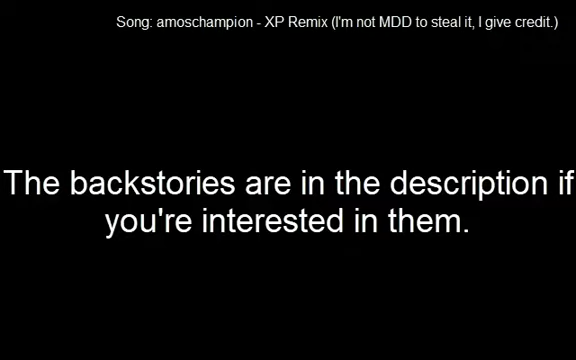 Song: amoschampion - XP Remix (I'm not MDD to steal it, I give credit.)
The backstories are in the description if
you're interested in them.